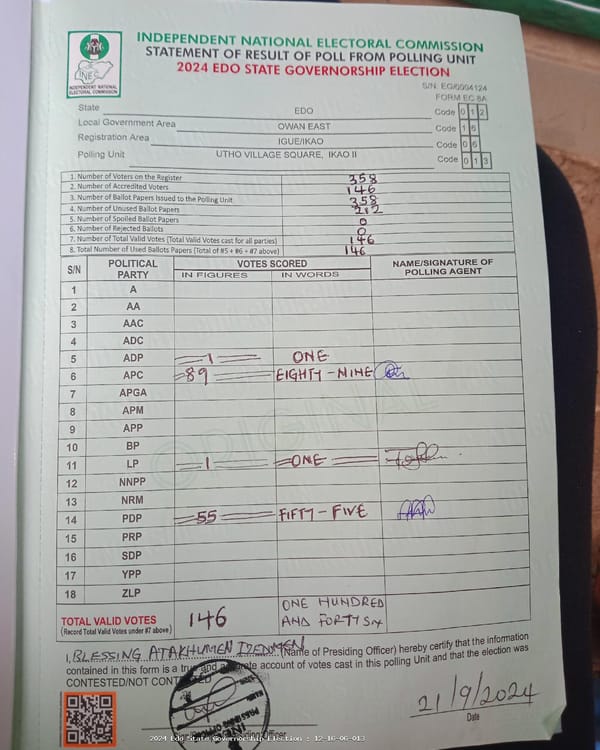 INDEPENDENT NATIONAL ELECTORAL COMMISSION
STATEMENT OF RESULT OF POLL FROM POLLING UNIT
2024 EDO STATE GOVERNORSHIP ELECTION
INEC
INDEPENDENT NATIONAL
ELECTORAL COMMISSION
S/N: EG/0004124
FORM EC 8A
State EDO Code 0 1 2
Local Government Area OWAN EAST Code 1 6
Registration Area IGUE/IKAO Code 0 6
Polling Unit UTHO VILLAGE SQUARE, IKAO II Code 0 1 3
1. Number of Voters on the Register 358
2. Number of Accredited Voters 146
3. Number of Ballot Papers Issued to the Polling Unit 358
4. Number of Unused Ballot Papers 212
5. Number of Spoiled Ballot Papers 0
6. Number of Rejected Ballots 0
7. Number of Total Valid Votes (Total Valid Votes cast for all parties) 146
8. Total Number of Used Ballots Papers (Total of #5 + #6 + #7 above) 146
S/N POLITICAL PARTY VOTES SCORED NAME/SIGNATURE OF POLLING AGENT
IN FIGURES IN WORDS
1 A
2 AA
3 AAC
4 ADC
5 ADP 1 ONE
6 APC 89 EIGHTY-NINE
7 APGA
8 APM
9 APP
10 BP
11 LP 1 ONE
12 NNPP
13 NRM
14 PDP 55 FIFTY-FIVE
15 PRP
16 SDP
17 YPP
18 ZLP
ORIGINAL
TOTAL VALID VOTES 146 ONE HUNDRED
(Record Total Valid Votes under #7 above) AND FORTY SIX
I, BLESSING ATAKHUMEN IZENMEN (Name of Presiding Officer) hereby certify that the information
contained in this form is a true and accurate account of votes cast in this polling Unit and that the election was
CONTESTED/NOT CONTESTED
21/9/2024
Date
2024 Edo State Governorship Election : 12-16-06-013